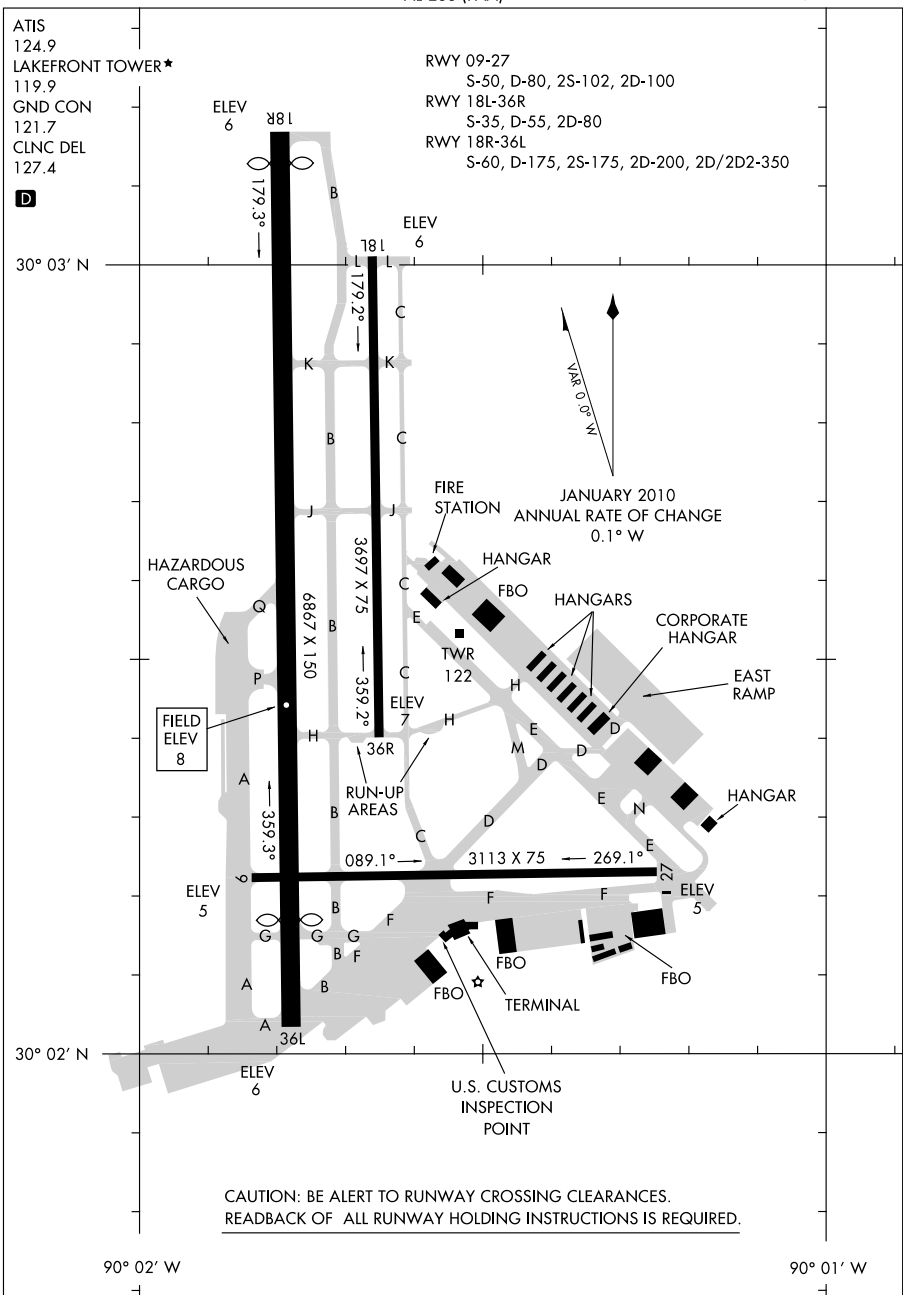 ATIS
124.9
LAKEFRONT TOWER★
119.9
GND CON
121.7
CLNC DEL
127.4
D
RWY 09-27
S-50, D-80, 2S-102, 2D-100
RWY 18L-36R
S-35, D-55, 2D-80
RWY 18R-36L
S-60, D-175, 2S-175, 2D-200, 2D/2D2-350
ELEV
6
18R
179.3°
B
ELEV
6
18L
L
L
179.2°
C
30° 03' N
K
K
B
C
VAR 0.0° W
JANUARY 2010
ANNUAL RATE OF CHANGE
0.1° W
J
J
FIRE
STATION
HANGAR
FBO
HANGARS
CORPORATE
HANGAR
EAST
RAMP
HAZARDOUS
CARGO
Q
6867 X 150
3697 X 75
B
C
E
TWR
122
P
359.2°
C
ELEV
7
H
H
E
D
FIELD
ELEV
8
H
36R
M
D
D
RUN-UP
AREAS
A
359.3°
B
C
D
E
N
HANGAR
E
089.1°
3113 X 75
269.1°
9
27
ELEV
5
ELEV
5
B
F
F
F
G
G
G
B
F
A
B
FBO
FBO
FBO
TERMINAL
A
36L
30° 02' N
ELEV
6
U.S. CUSTOMS
INSPECTION
POINT
CAUTION: BE ALERT TO RUNWAY CROSSING CLEARANCES.
READBACK OF ALL RUNWAY HOLDING INSTRUCTIONS IS REQUIRED.
90° 02' W
90° 01' W